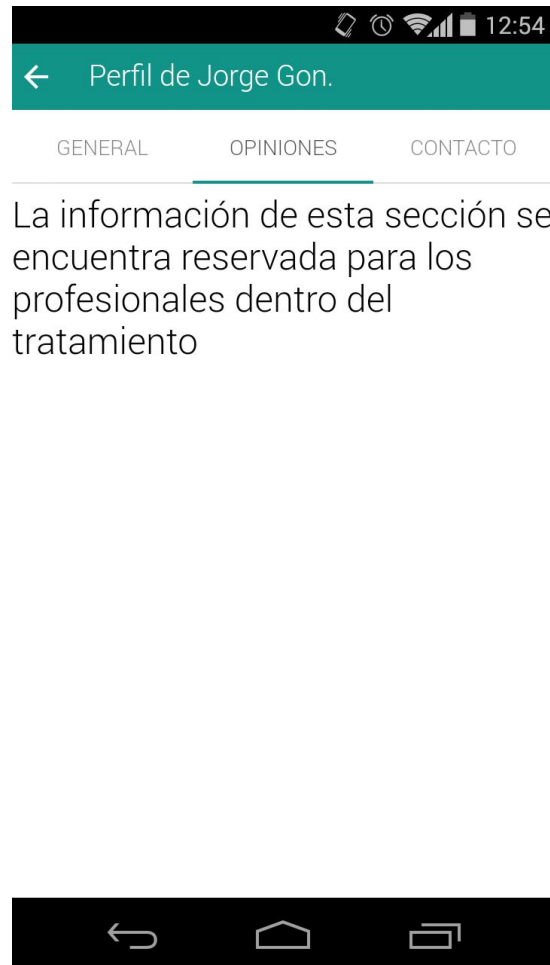 12:54
Perfil de Jorge Gon.
GENERAL OPINIONES CONTACTO
La información de esta sección se
encuentra reservada para los
profesionales dentro del
tratamiento